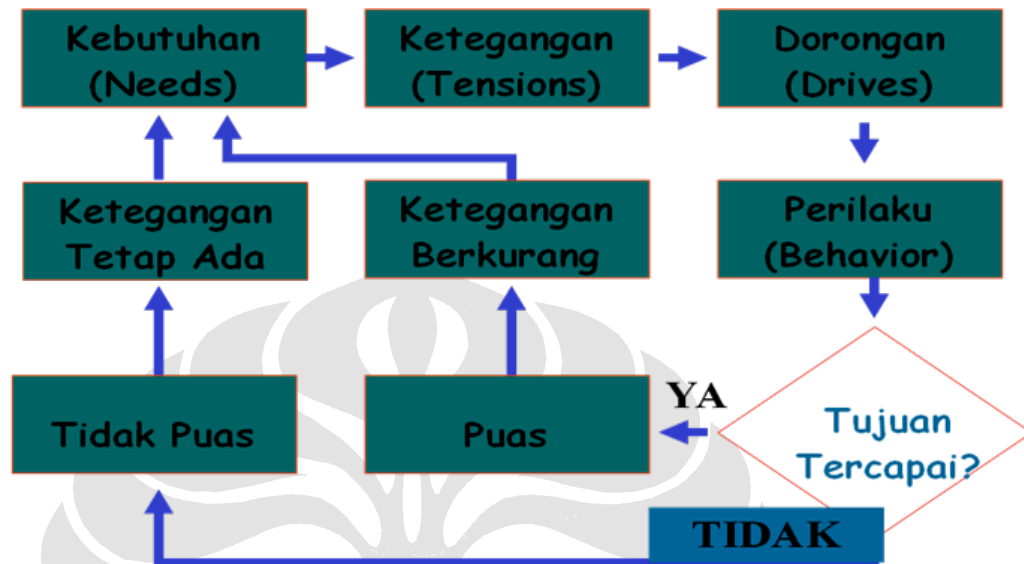 Kebutuhan
(Needs)
Ketegangan
(Tensions)
Dorongan
(Drives)
Ketegangan
Tetap Ada
Ketegangan
Berkurang
Perilaku
(Behavior)
Tidak Puas
Puas
YA
Tujuan
Tercapai?
TIDAK